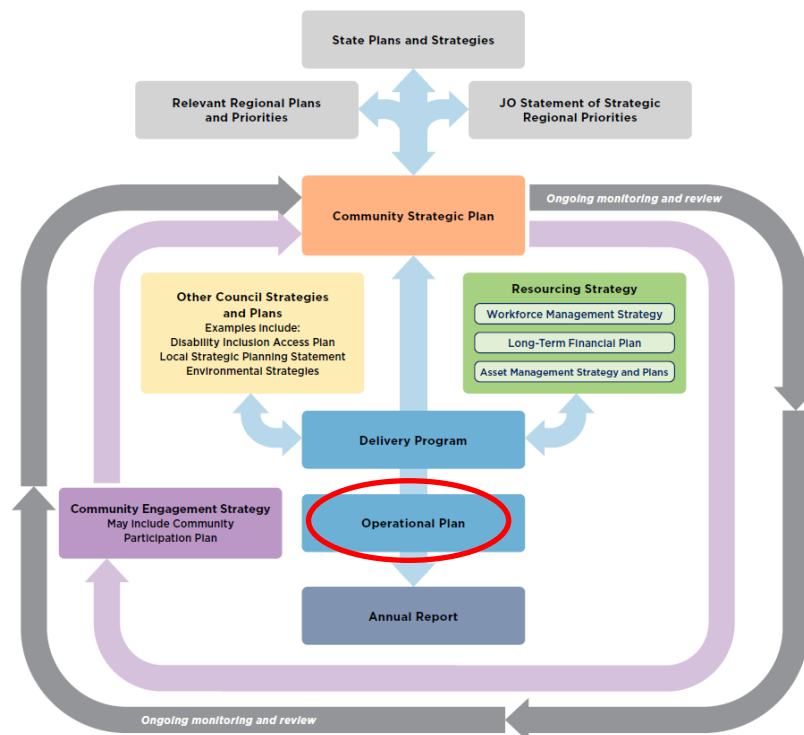 State Plans and Strategies
Relevant Regional Plans
and Priorities
JO Statement of Strategic
Regional Priorities
Community Strategic Plan
Ongoing monitoring and review
Other Council Strategies
and Plans
Examples include:
Disability Inclusion Access Plan
Local Strategic Planning Statement
Environmental Strategies
Resourcing Strategy
Workforce Management Strategy
Long-Term Financial Plan
Asset Management Strategy and Plans
Delivery Program
Community Engagement Strategy
May include Community
Participation Plan
Operational Plan
Annual Report
Ongoing monitoring and review